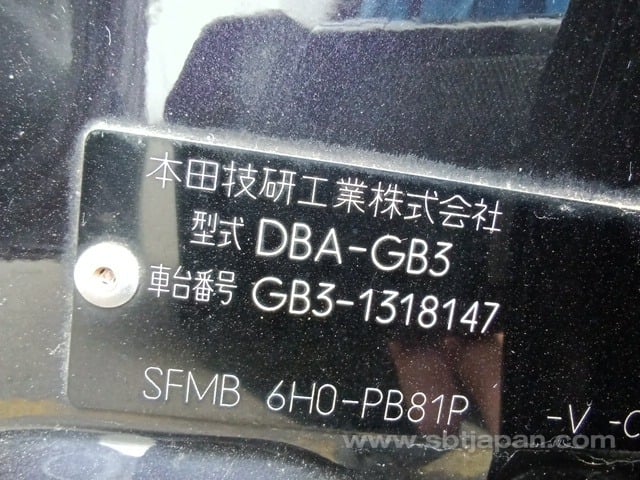 本田技研工業株式会社
型式 DBA-GB3
車台番号 GB3-1318147
SFMB 6H0-PB81P -V -
www.sbtjapan.com